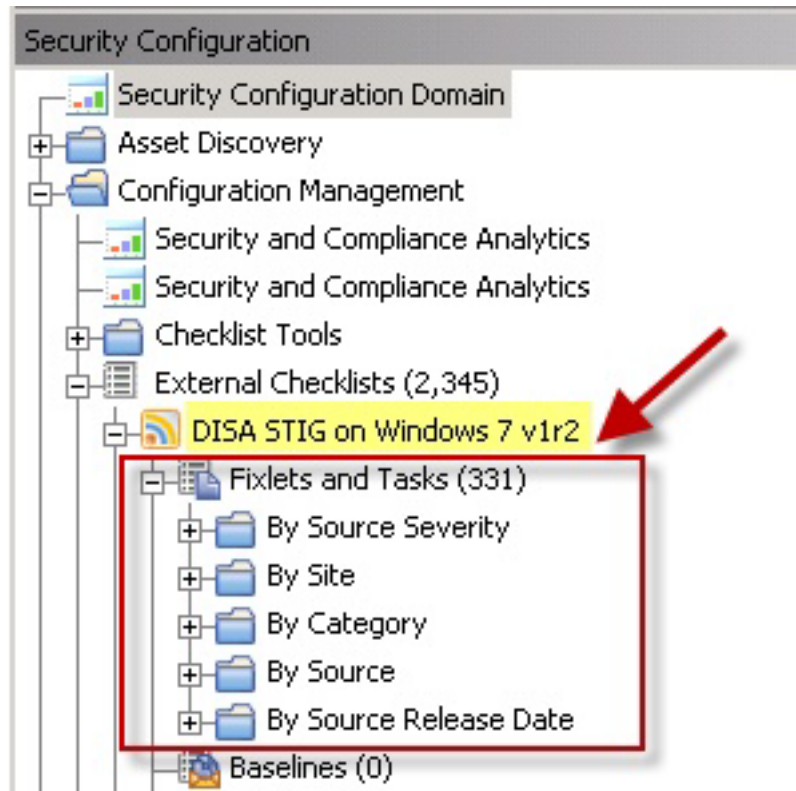 Security Configuration
Security Configuration Domain
Asset Discovery
Configuration Management
Security and Compliance Analytics
Security and Compliance Analytics
Checklist Tools
External Checklists (2,345)
DISA STIG on Windows 7 v1r2
Fixlets and Tasks (331)
By Source Severity
By Site
By Category
By Source
By Source Release Date
Baselines (0)